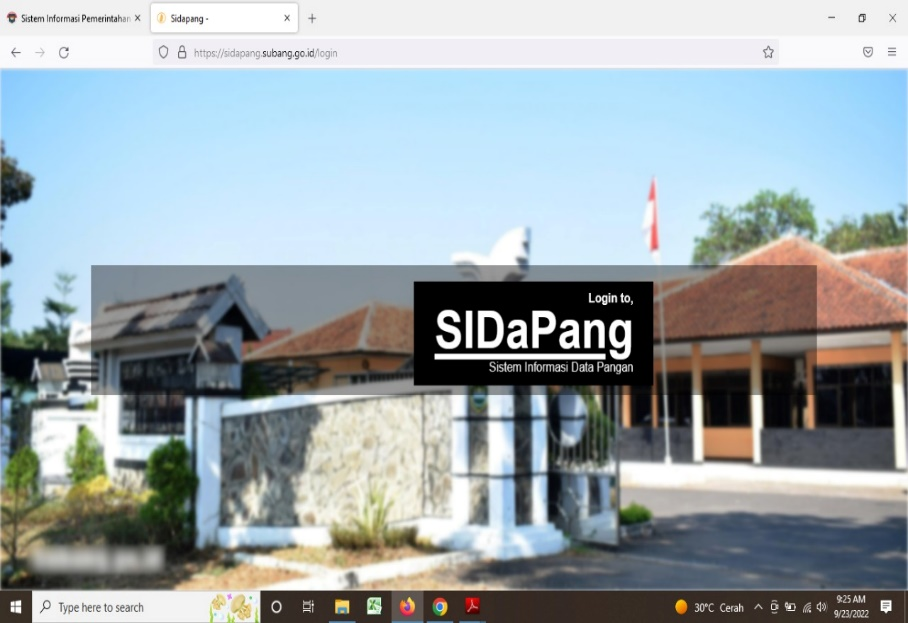 Sistem Informasi Pemerintahan
Sidapang -
https://sidapang.subang.go.id/login
Login to,
SIDaPang
Sistem Informasi Data Pangan
Type here to search
30°C Cerah
9:25 AM
9/23/2022